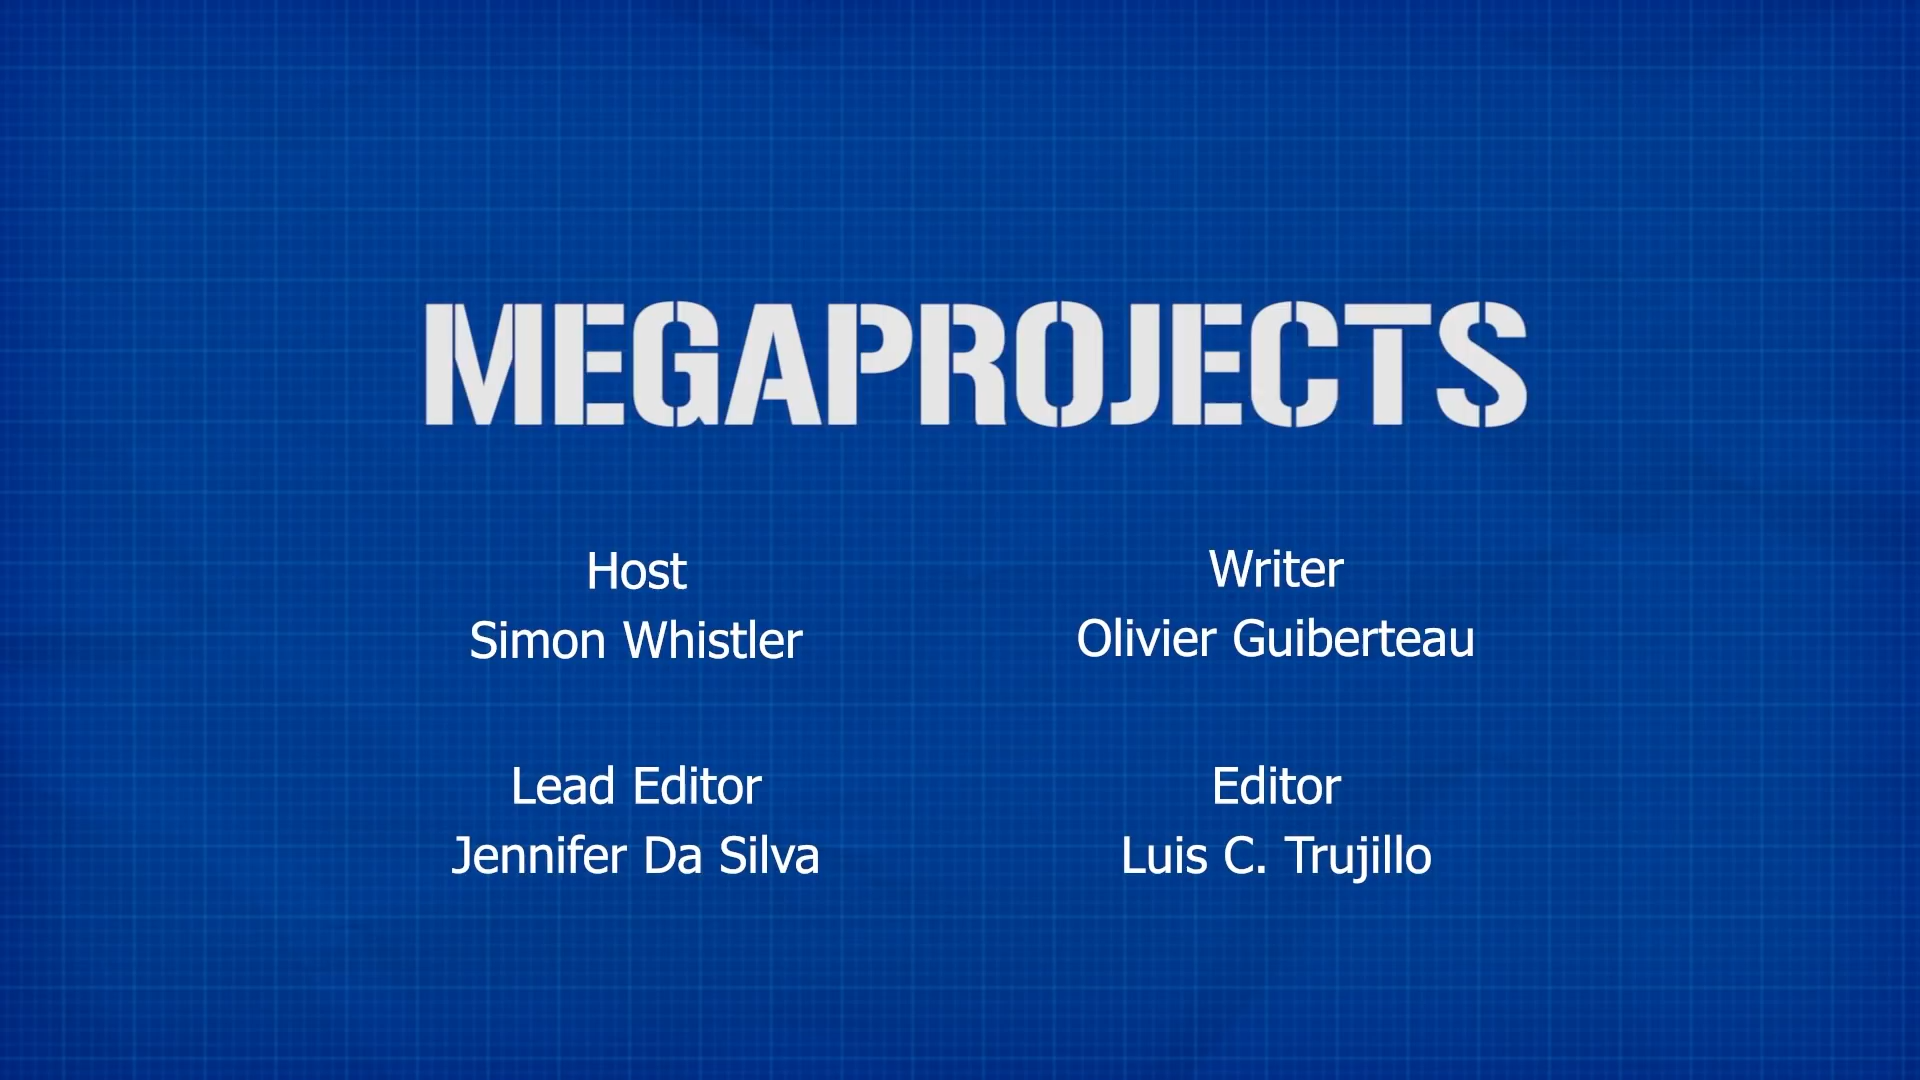 MEGAPROJECTS
Host
Simon Whistler
Writer
Olivier Guiberteau
Lead Editor
Jennifer Da Silva
Editor
Luis C. Trujillo